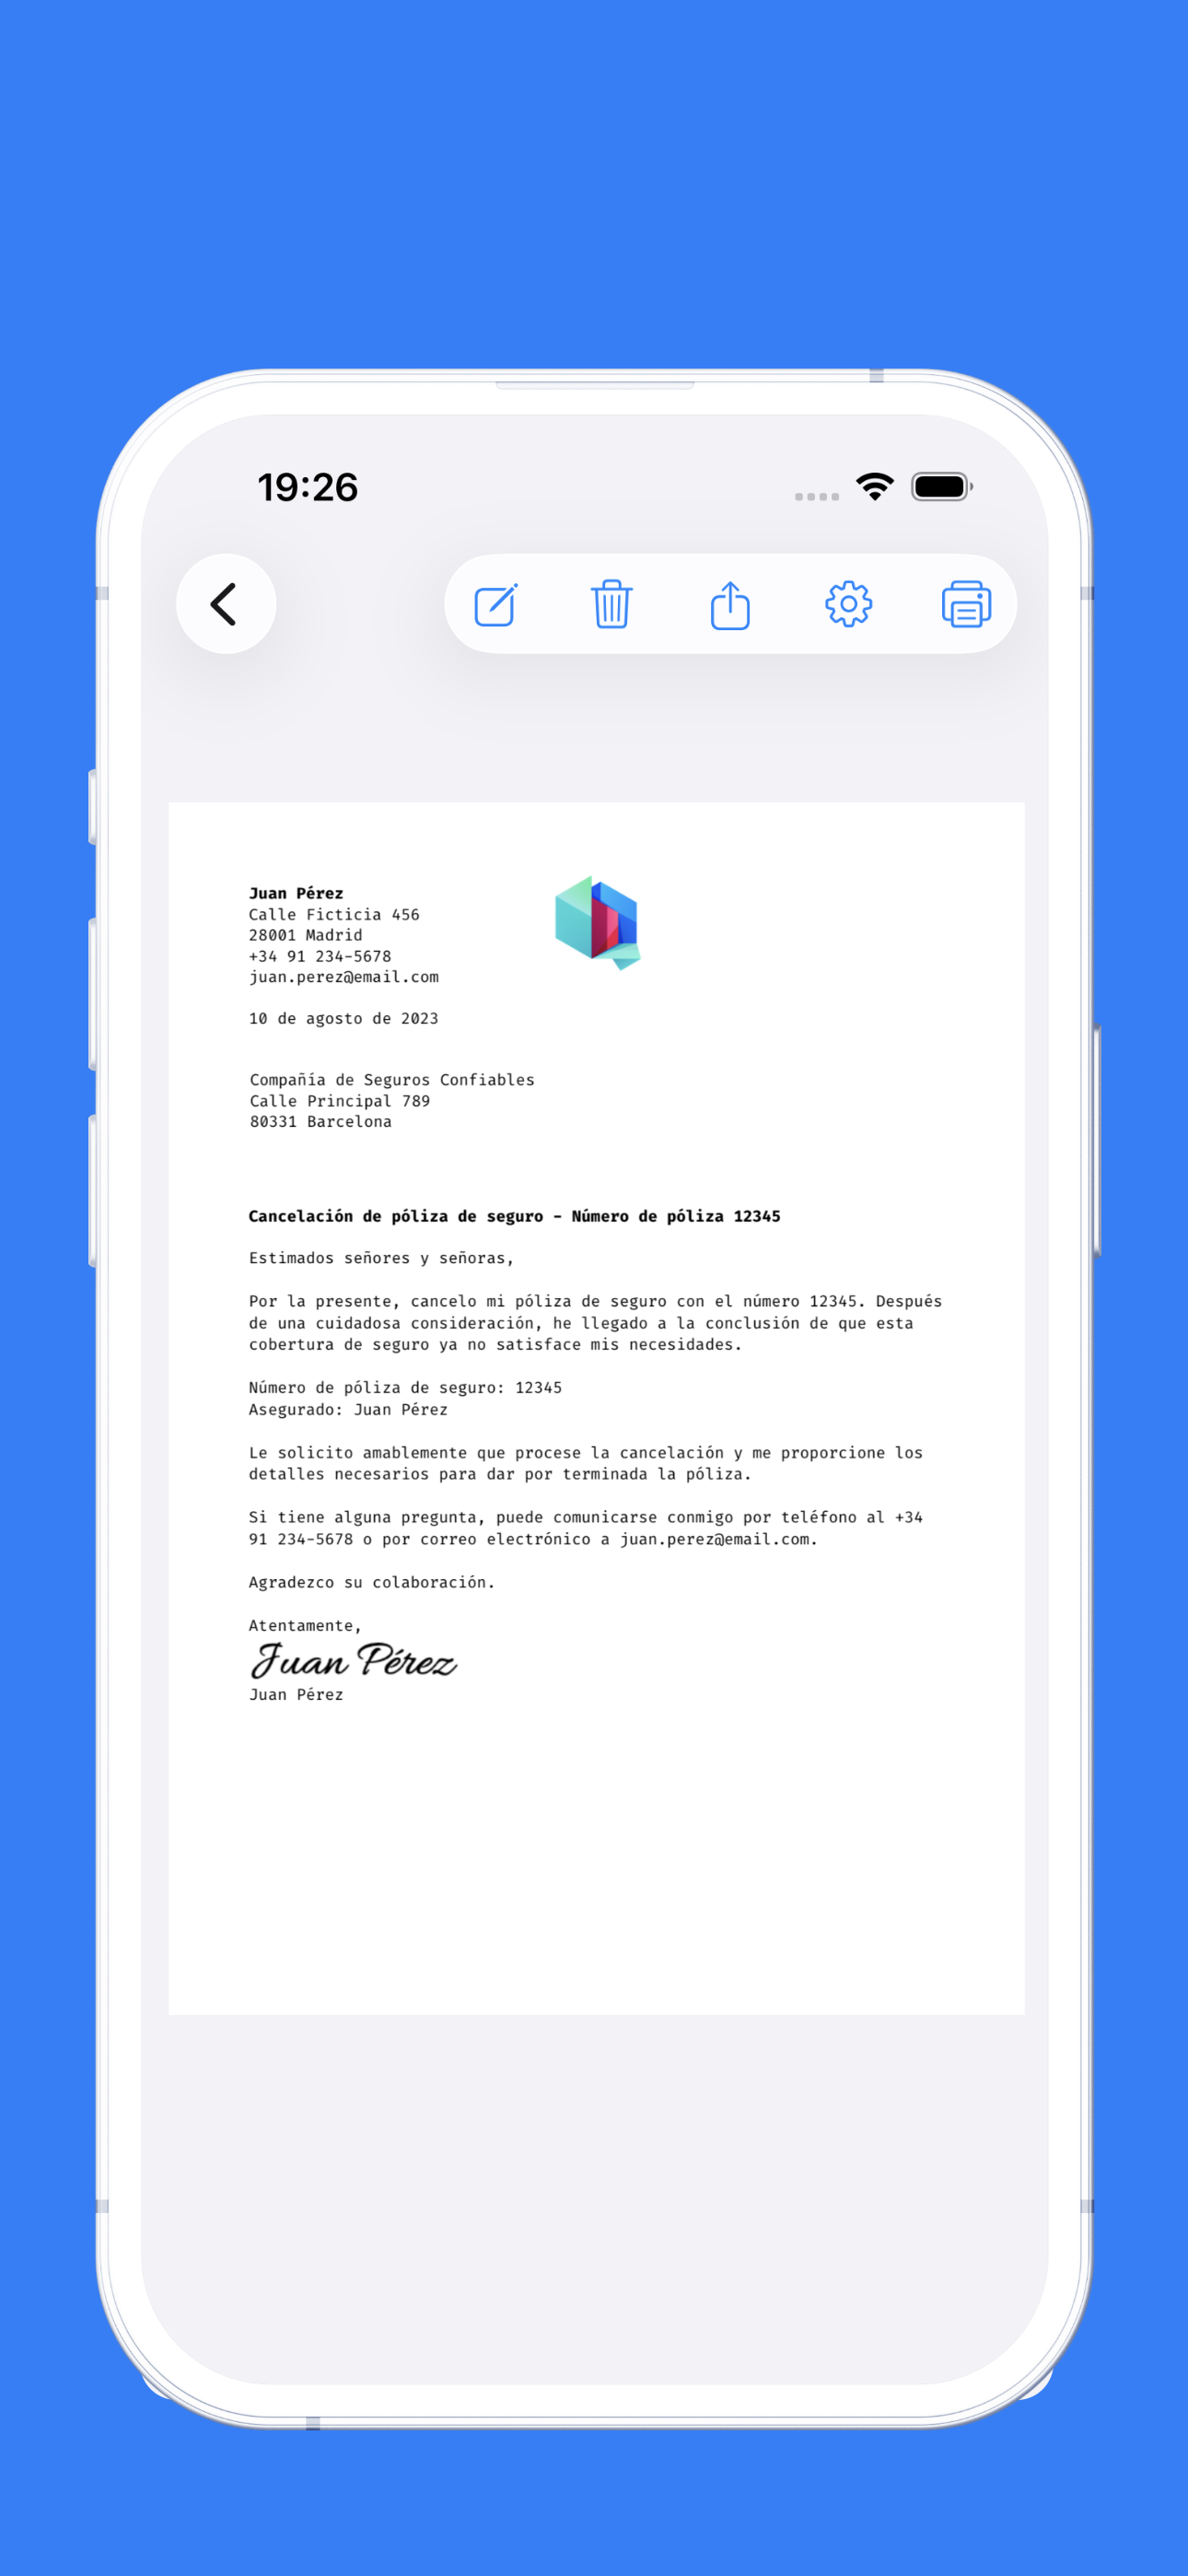 19:26
Juan Pérez
Calle Ficticia 456
28001 Madrid
+34 91 234-5678
juan.perez@email.com
10 de agosto de 2023
Compañía de Seguros Confiables
Calle Principal 789
80331 Barcelona
Cancelación de póliza de seguro - Número de póliza 12345
Estimados señores y señoras,
Por la presente, cancelo mi póliza de seguro con el número 12345. Después
de una cuidadosa consideración, he llegado a la conclusión de que esta
cobertura de seguro ya no satisface mis necesidades.
Número de póliza de seguro: 12345
Asegurado: Juan Pérez
Le solicito amablemente que procese la cancelación y me proporcione los
detalles necesarios para dar por terminada la póliza.
Si tiene alguna pregunta, puede comunicarse conmigo por teléfono al +34
91 234-5678 o por correo electrónico a juan.perez@email.com.
Agradezco su colaboración.
Atentamente,
Juan Pérez
Juan Pérez